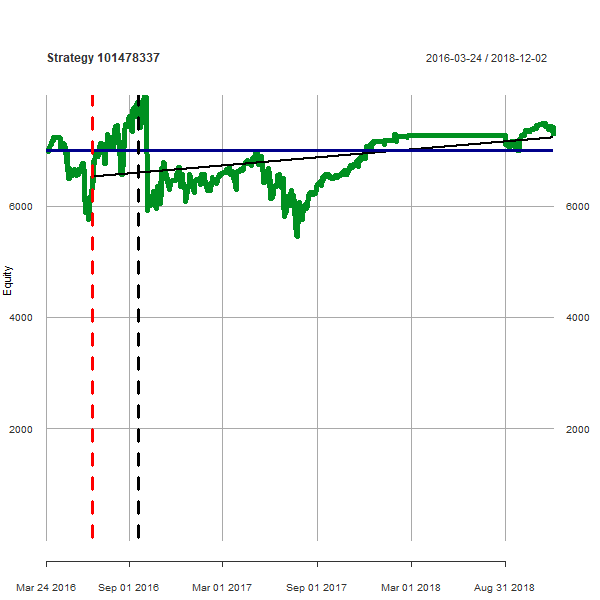 Strategy 101478337
2016-03-24 / 2018-12-02
Equity
6000
6000
4000
4000
2000
2000
Mar 24 2016
Sep 01 2016
Mar 01 2017
Sep 01 2017
Mar 01 2018
Aug 31 2018